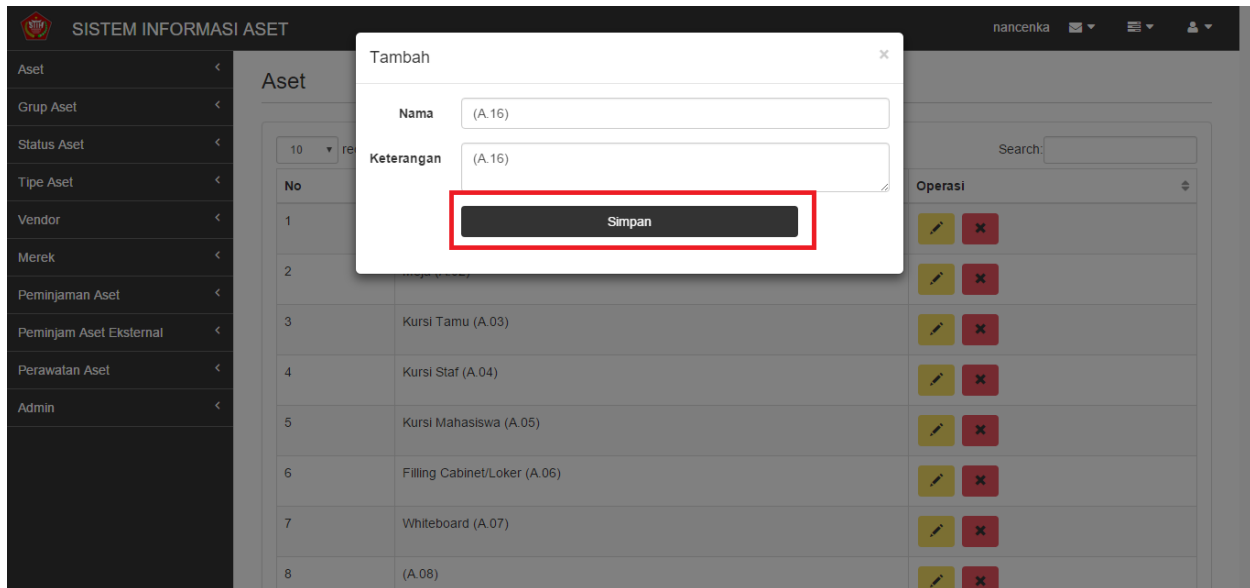 SISTEM INFORMASI ASET
nancenka
Aset
Grup Aset
Status Aset
Tipe Aset
Vendor
Merek
Peminjaman Aset
Peminjam Aset Eksternal
Perawatan Aset
Admin
Aset
Tambah
×
Nama (A.16)
Keterangan (A.16)
Simpan
10
Search:
No Operasi
1
2
3 Kursi Tamu (A.03)
4 Kursi Staf (A.04)
5 Kursi Mahasiswa (A.05)
6 Filling Cabinet/Loker (A.06)
7 Whiteboard (A.07)
8 (A.08)